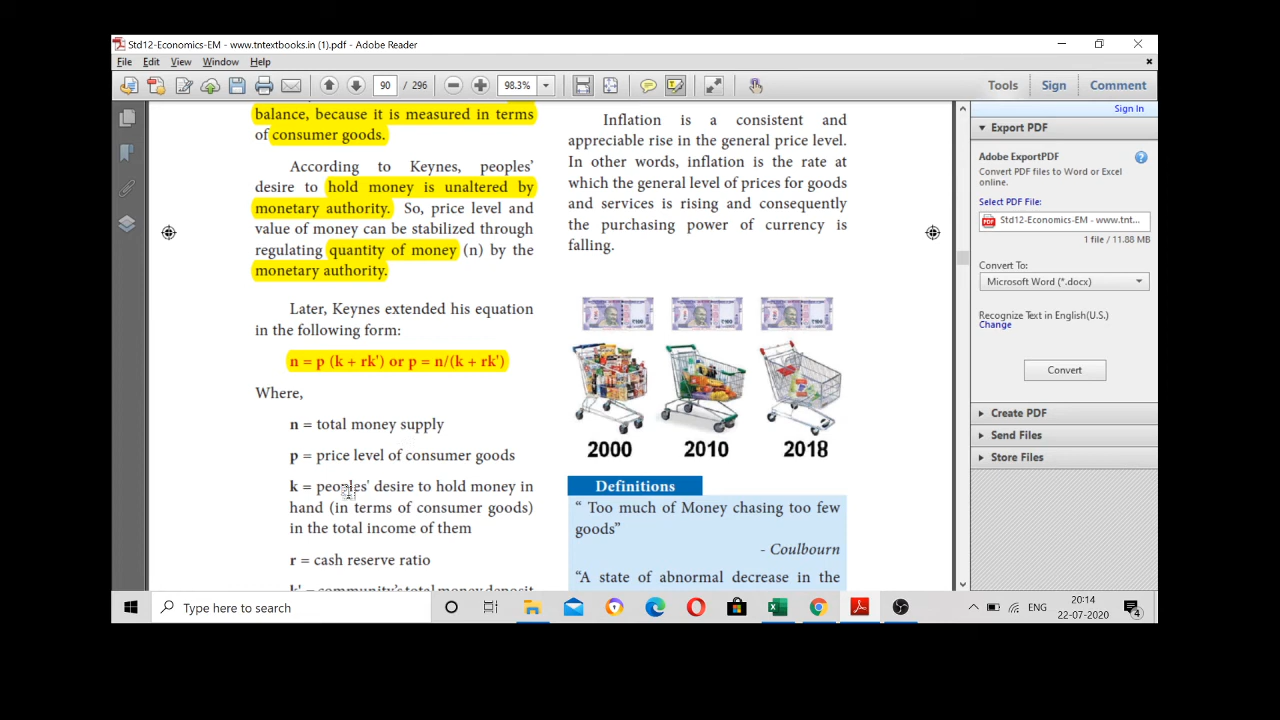 Std12-Economics-EM - www.tntextbooks.in (1).pdf - Adobe Reader
File Edit View Window Help
90 / 296 98.3% Tools Sign Comment
balance, because it is measured in terms
of consumer goods.
According to Keynes, peoples'
desire to hold money is unaltered by
monetary authority. So, price level and
value of money can be stabilized through
regulating quantity of money (n) by the
monetary authority.
Later, Keynes extended his equation
in the following form:
n = p (k + rk') or p = n/(k + rk')
Where,
n = total money supply
p = price level of consumer goods
k = peoples' desire to hold money in
hand (in terms of consumer goods)
in the total income of them
r = cash reserve ratio
k' = community's total money deposit
Inflation is a consistent and
appreciable rise in the general price level.
In other words, inflation is the rate at
which the general level of prices for goods
and services is rising and consequently
the purchasing power of currency is
falling.
2000 2010 2018
Definitions
“ Too much of Money chasing too few
goods”
- Coulbourn
“A state of abnormal decrease in the
Sign In
Export PDF
Adobe ExportPDF
Convert PDF files to Word or Excel
online.
Select PDF File:
Std12-Economics-EM - www.tnt...
1 file / 11.88 MB
Convert To:
Microsoft Word (*.docx)
Recognize Text in English(U.S.)
Change
Convert
Create PDF
Send Files
Store Files
Type here to search
ENG
20:14
22-07-2020
4